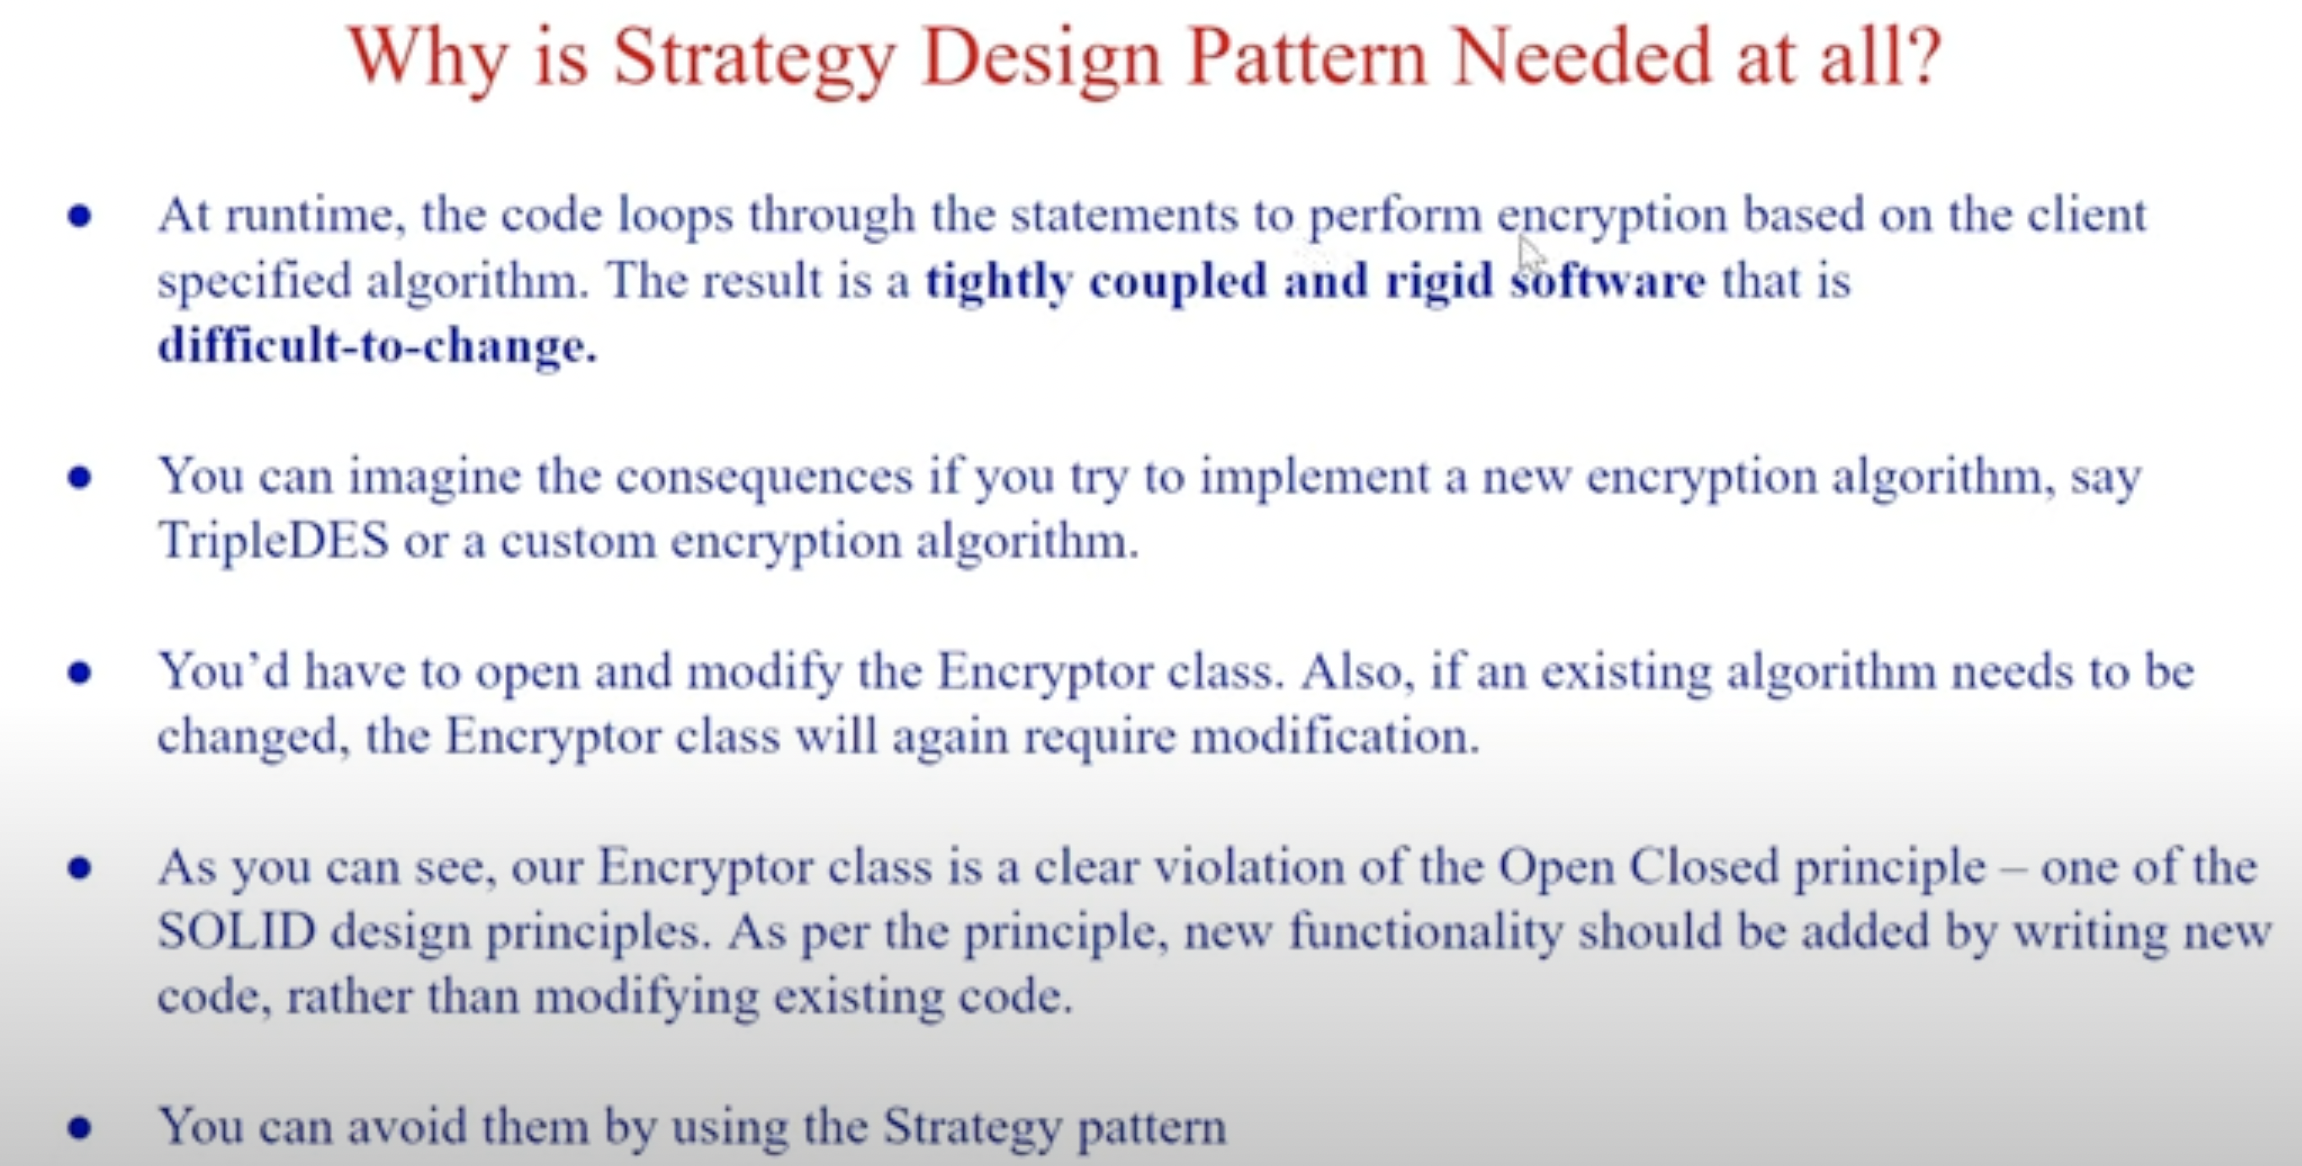 Why is Strategy Design Pattern Needed at all?
● At runtime, the code loops through the statements to perform encryption based on the client
specified algorithm. The result is a tightly coupled and rigid software that is
difficult-to-change.
● You can imagine the consequences if you try to implement a new encryption algorithm, say
TripleDES or a custom encryption algorithm.
● You’d have to open and modify the Encryptor class. Also, if an existing algorithm needs to be
changed, the Encryptor class will again require modification.
● As you can see, our Encryptor class is a clear violation of the Open Closed principle – one of the
SOLID design principles. As per the principle, new functionality should be added by writing new
code, rather than modifying existing code.
● You can avoid them by using the Strategy pattern